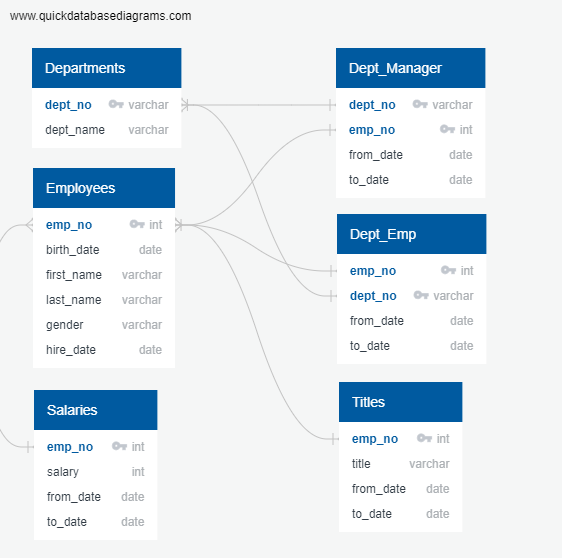 www.quickdatabasediagrams.com
Departments
dept_no varchar
dept_name varchar
Employees
emp_no int
birth_date date
first_name varchar
last_name varchar
gender varchar
hire_date date
Salaries
emp_no int
salary int
from_date date
to_date date
Dept_Manager
dept_no varchar
emp_no int
from_date date
to_date date
Dept_Emp
emp_no int
dept_no varchar
from_date date
to_date date
Titles
emp_no int
title varchar
from_date date
to_date date